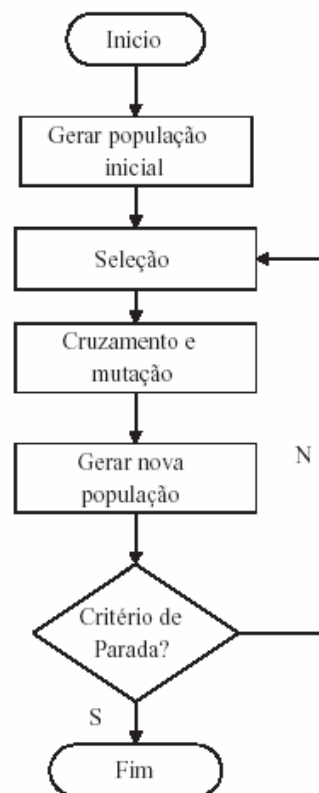 Inicio
Gerar população
inicial
Seleção
Cruzamento e
mutação
Gerar nova
população
N
Critério de
Parada?
S
Fim